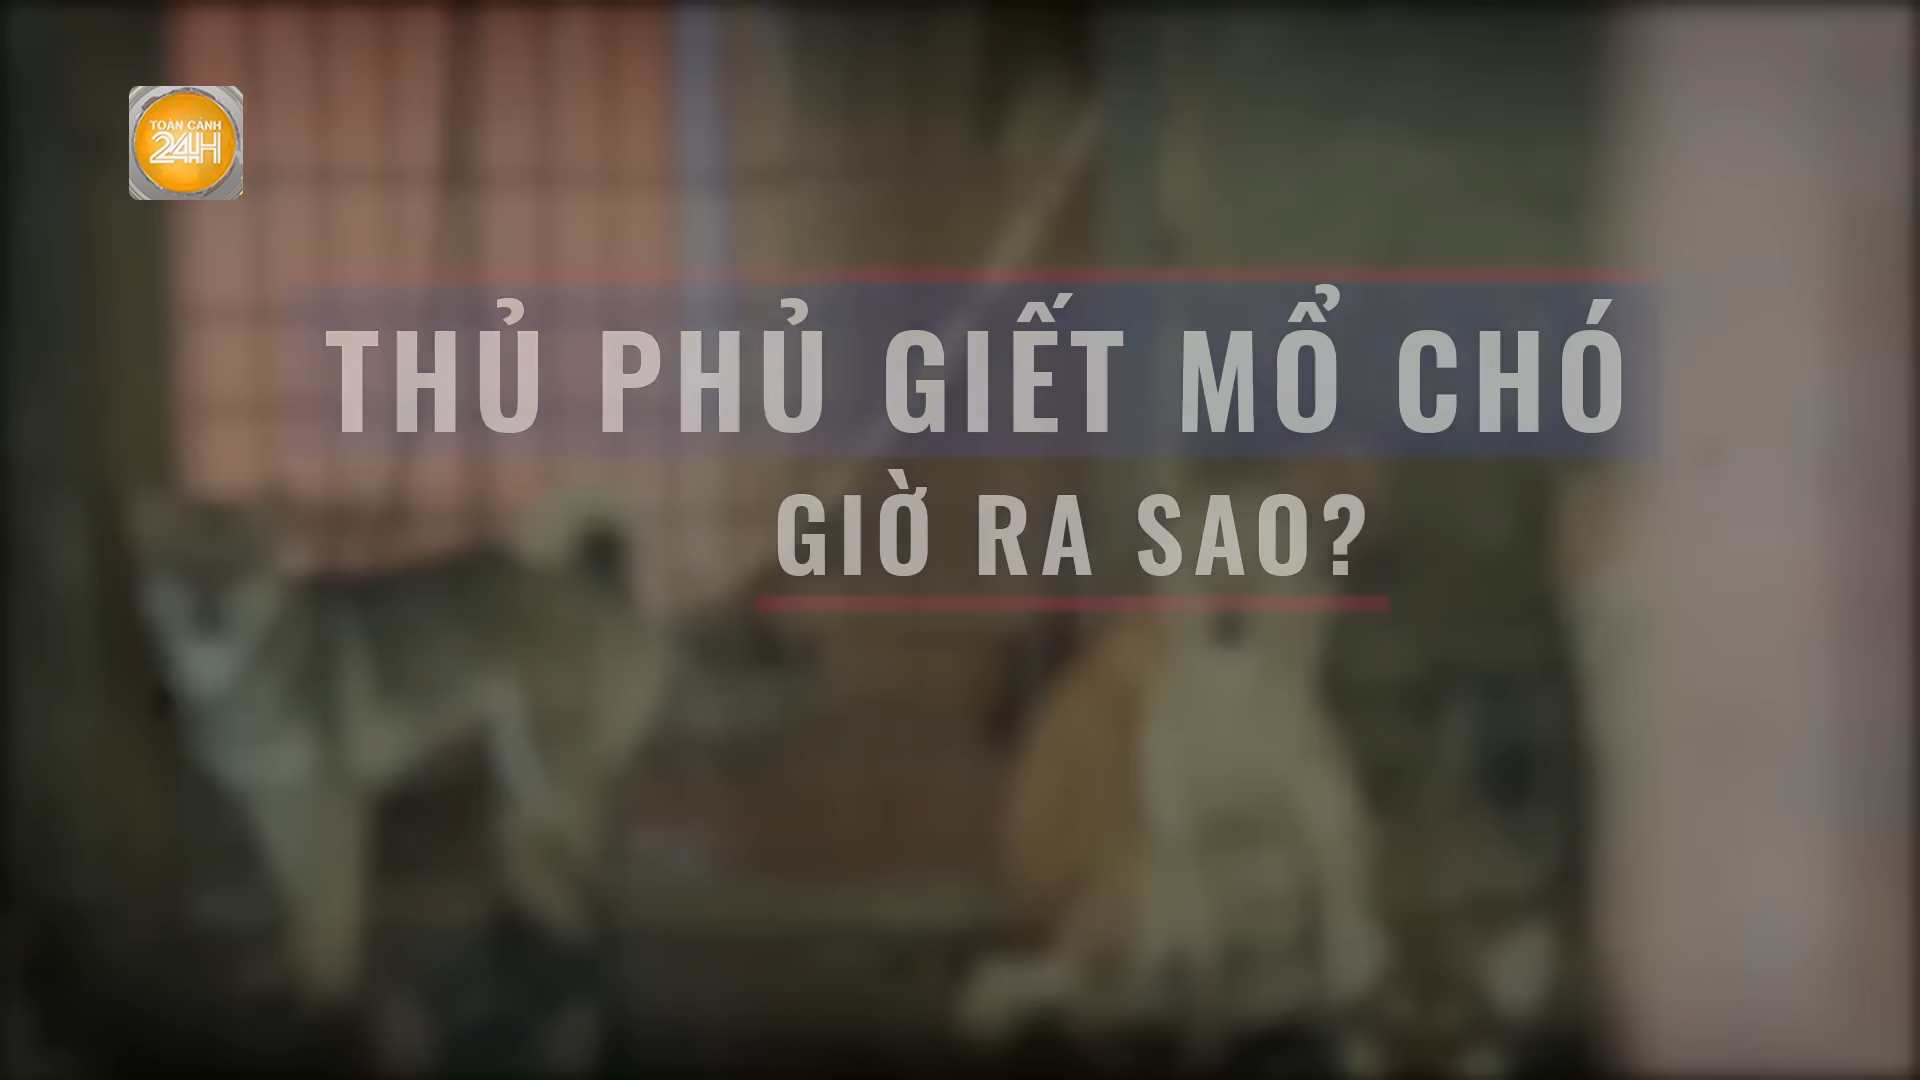 TOÀN CẢNH
24H
THỦ PHỦ GIẾT MỔ CHÓ
GIỜ RA SAO?